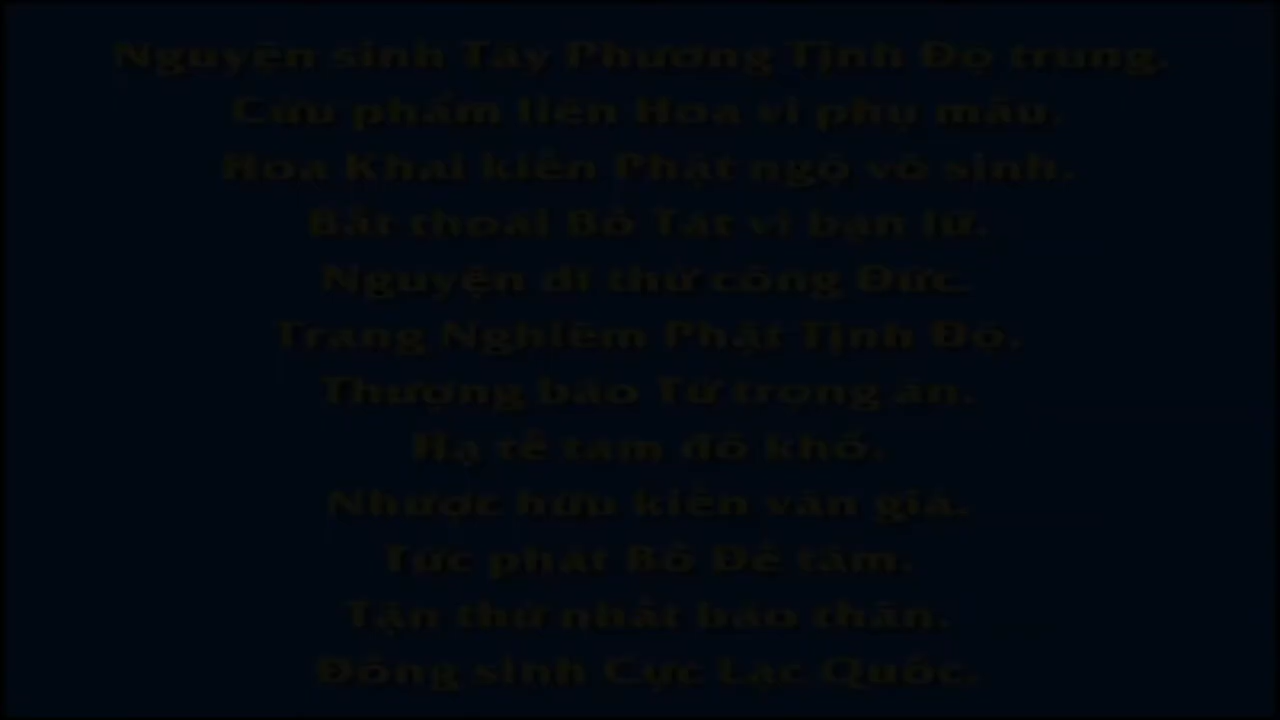 Nguyện sinh Tây Phương Tịnh Độ trung.
Cửu phẩm liên Hoa vi phụ mẫu.
Hoa Khai kiến Phật ngộ vô sinh.
Bất thoái Bồ Tát vi bạn lữ.
Nguyện dĩ thử công Đức.
Trang Nghiêm Phật Tịnh Độ.
Thượng báo Tứ trọng ân.
Hạ tế tam đồ khổ.
Nhược hữu kiến văn giả.
Tức phát Bồ Đề tâm.
Tận thử nhất báo thân.
Đồng sinh Cực Lạc Quốc.